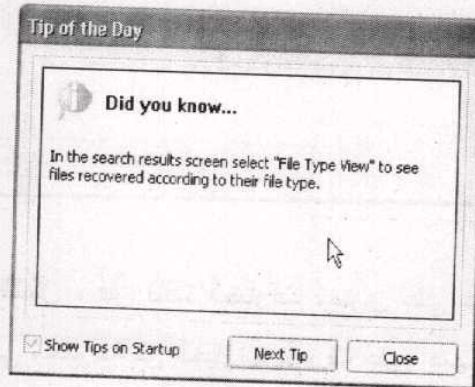 Tip of the Day
Did you know...
In the search results screen select "File Type View" to see
files recovered according to their file type.
Show Tips on Startup
Next Tip
Close